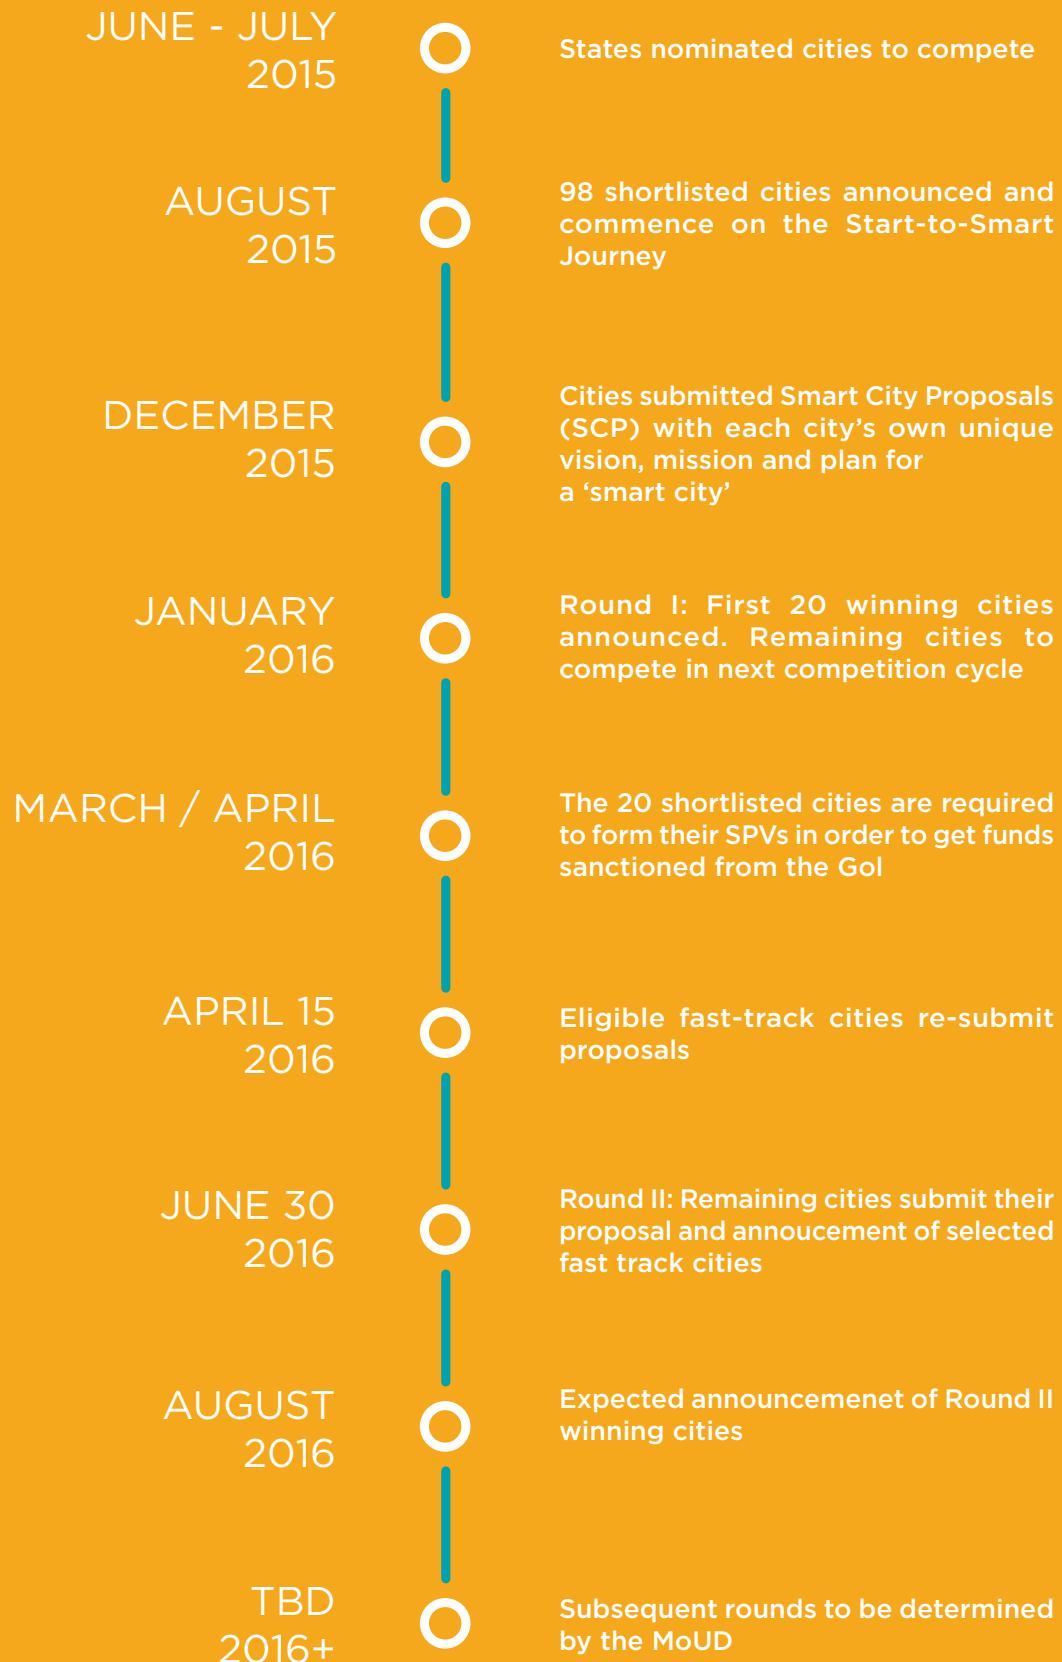 JUNE - JULY
2015
States nominated cities to compete
AUGUST
2015
98 shortlisted cities announced and
commence on the Start-to-Smart
Journey
DECEMBER
2015
Cities submitted Smart City Proposals
(SCP) with each city’s own unique
vision, mission and plan for
a ‘smart city’
JANUARY
2016
Round I: First 20 winning cities
announced. Remaining cities to
compete in next competition cycle
MARCH / APRIL
2016
The 20 shortlisted cities are required
to form their SPVs in order to get funds
sanctioned from the GoI
APRIL 15
2016
Eligible fast-track cities re-submit
proposals
JUNE 30
2016
Round II: Remaining cities submit their
proposal and annoucement of selected
fast track cities
AUGUST
2016
Expected announcemenet of Round II
winning cities
TBD
2016+
Subsequent rounds to be determined
by the MoUD